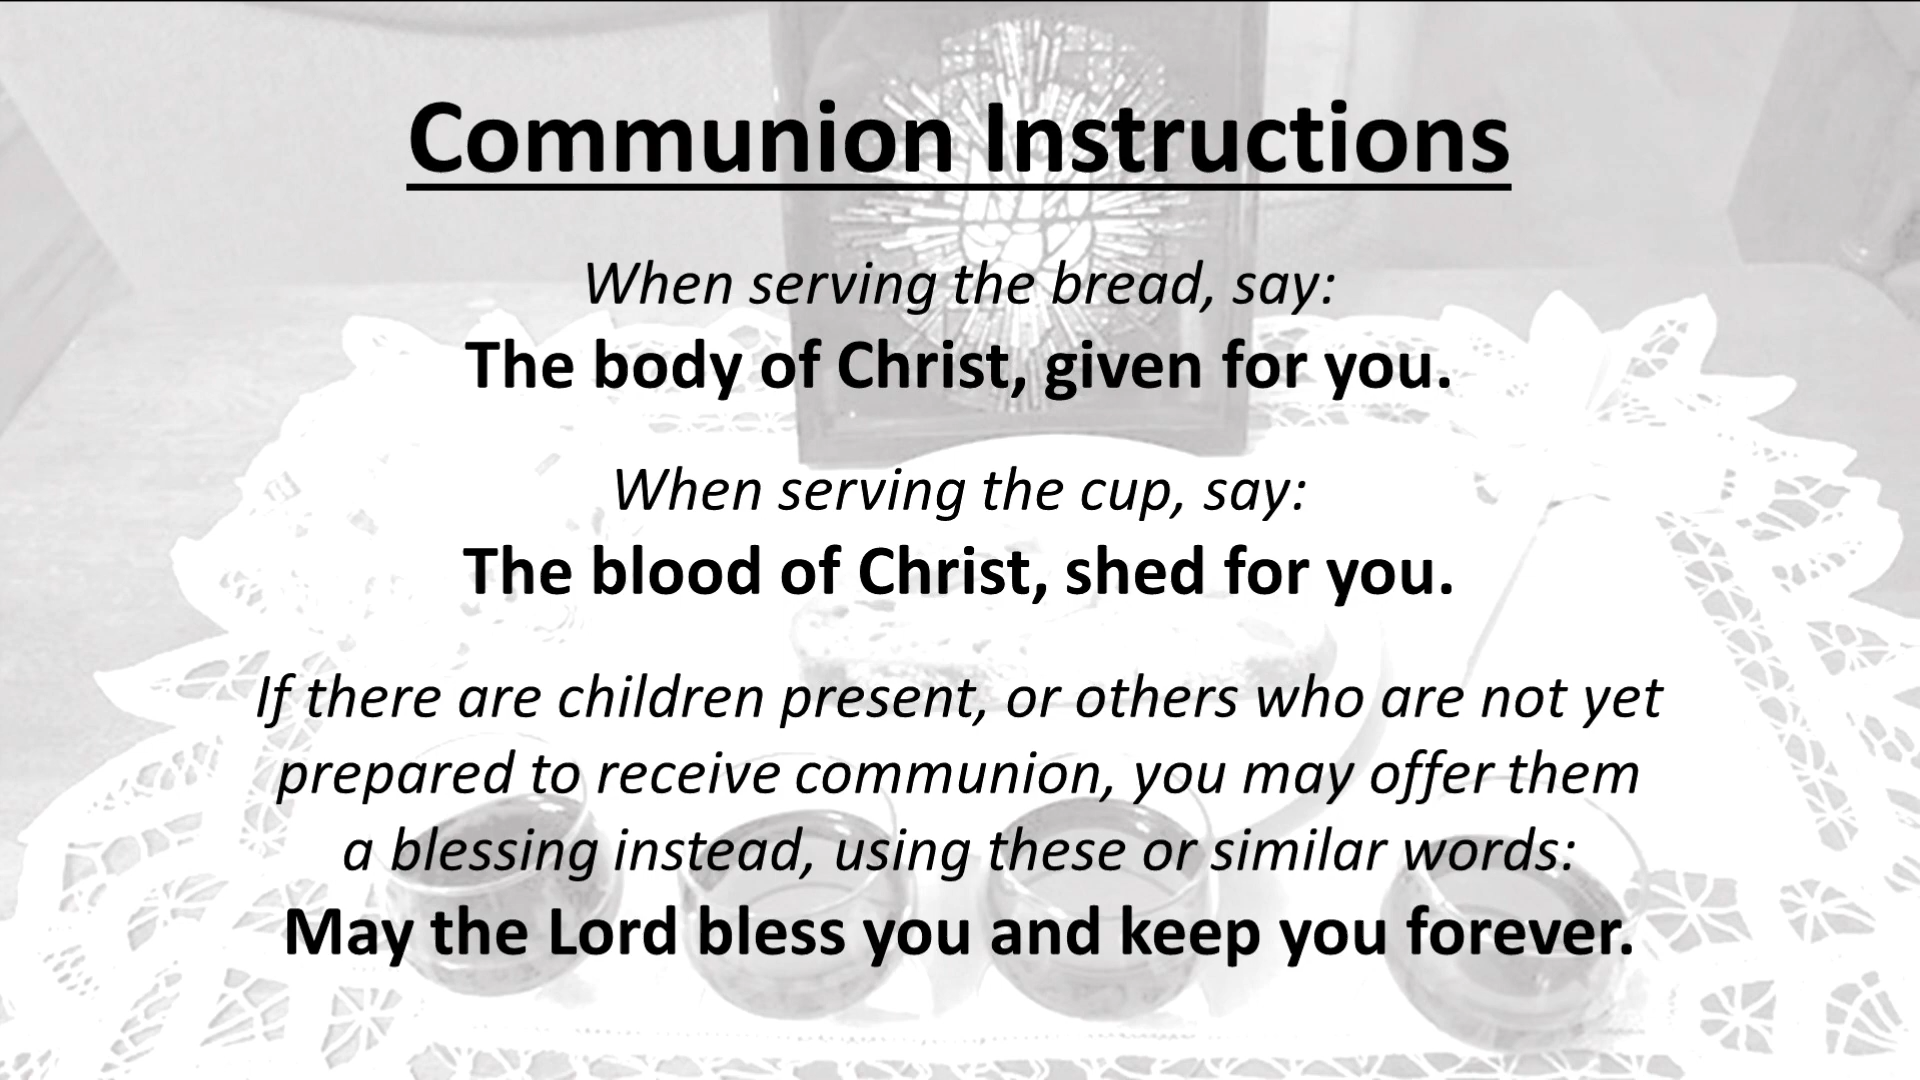 Communion Instructions
When serving the bread, say:
The body of Christ, given for you.
When serving the cup, say:
The blood of Christ, shed for you.
If there are children present, or others who are not yet
prepared to receive communion, you may offer them
a blessing instead, using these or similar words:
May the Lord bless you and keep you forever.